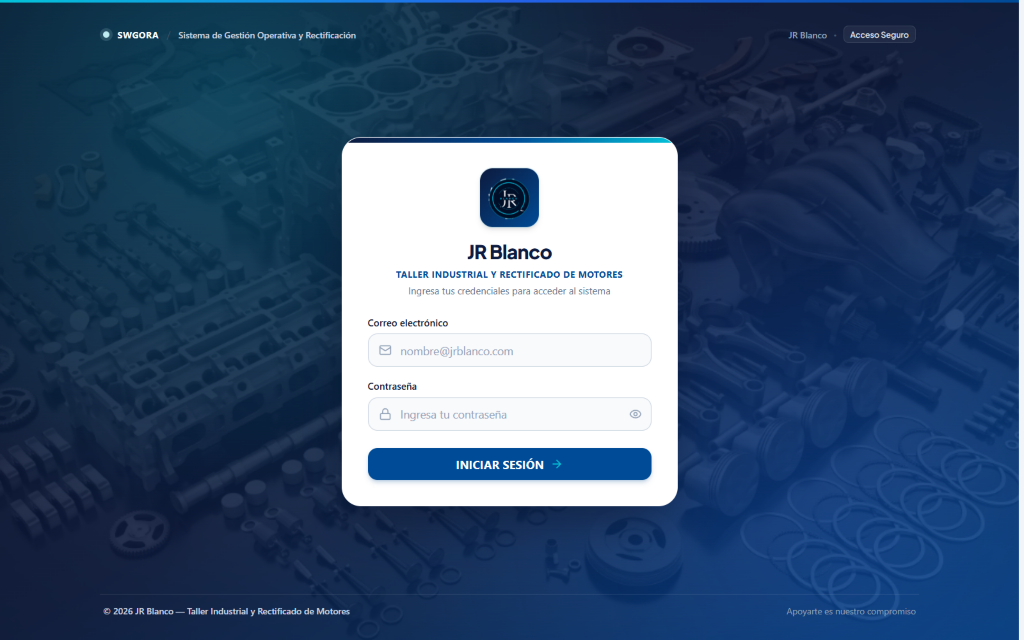 SWGORA / Sistema de Gestión Operativa y Rectificación
JR Blanco · Acceso Seguro
JR
JR Blanco
TALLER INDUSTRIAL Y RECTIFICADO DE MOTORES
Ingresa tus credenciales para acceder al sistema
Correo electrónico
nombre@jrblanco.com
Contraseña
Ingresa tu contraseña
INICIAR SESIÓN →
© 2026 JR Blanco — Taller Industrial y Rectificado de Motores
Apoyarte es nuestro compromiso